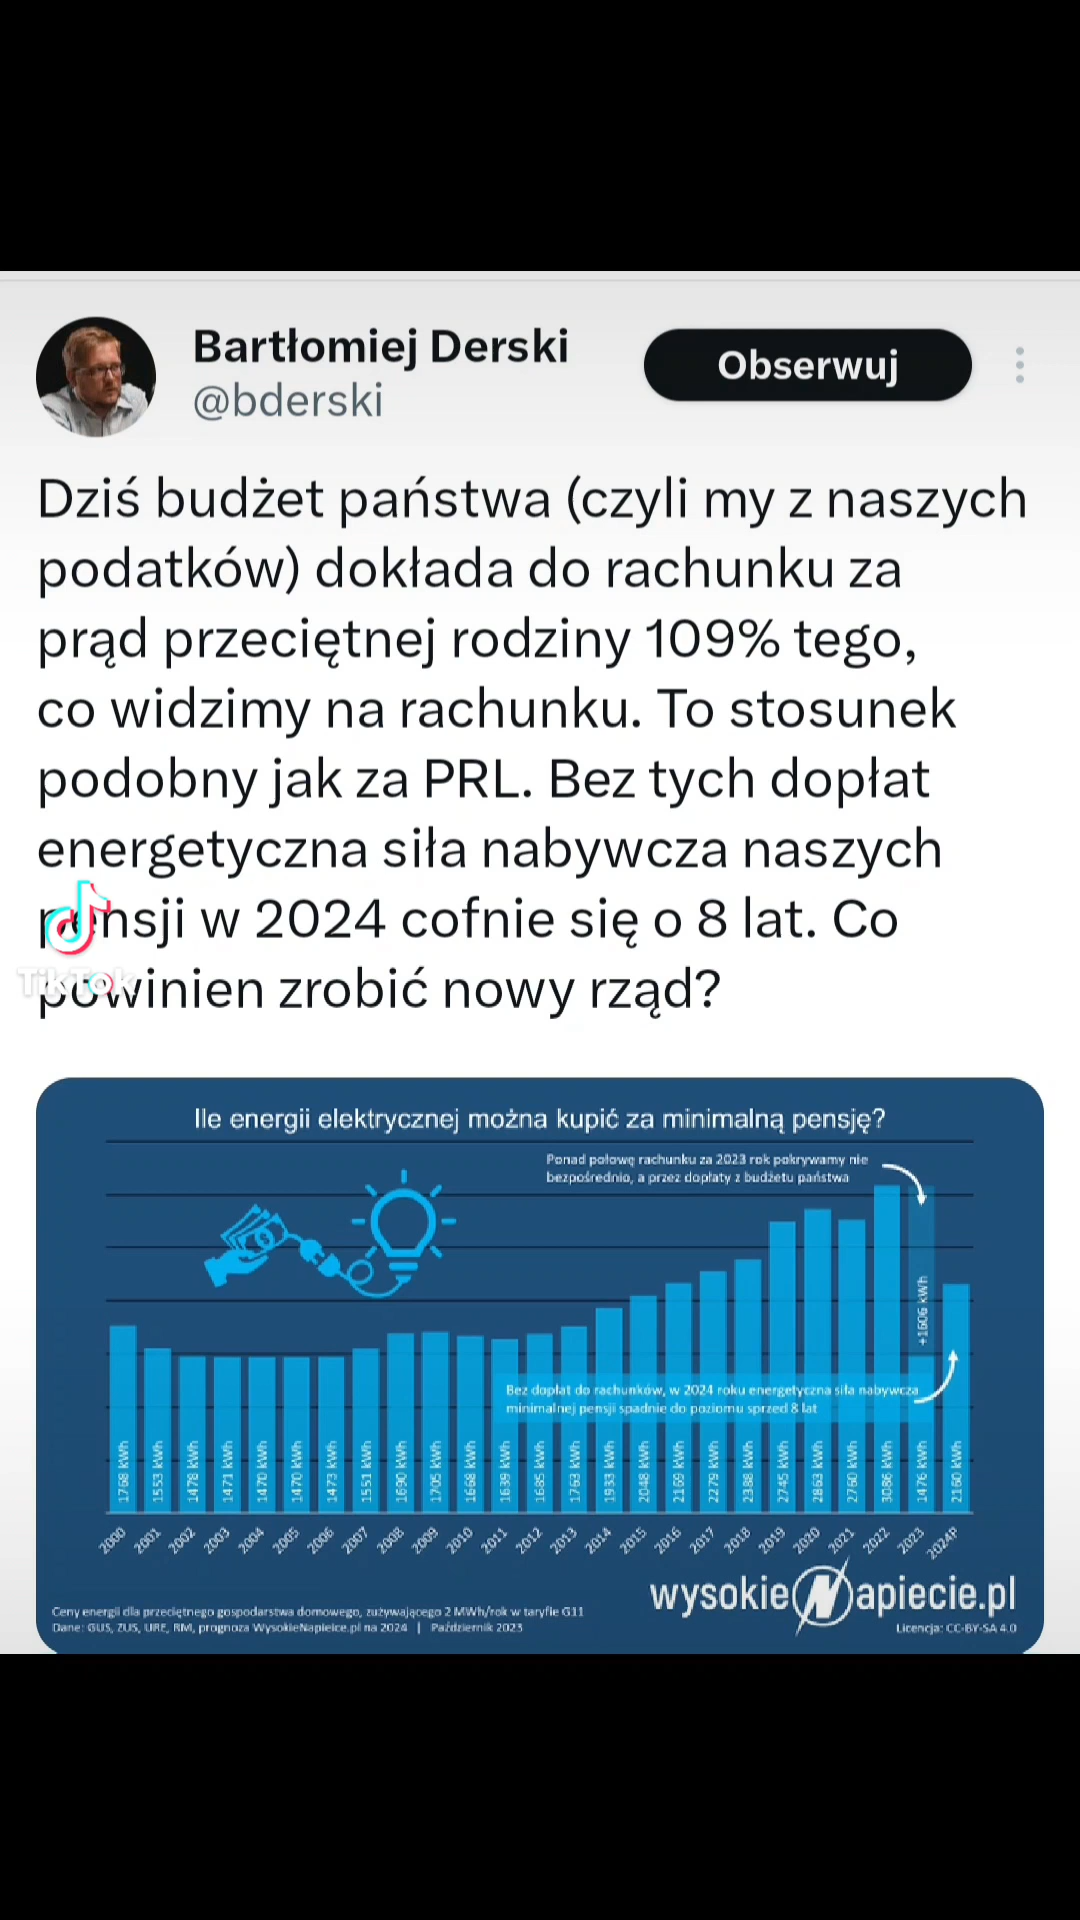 Bartłomiej Derski
Obserwuj
@bderski
Dziś budżet państwa (czyli my z naszych
podatków) dokłada do rachunku za
prąd przeciętnej rodziny 109% tego,
co widzimy na rachunku. To stosunek
podobny jak za PRL. Bez tych dopłat
energetyczna siła nabywcza naszych
pensji w 2024 cofnie się o 8 lat. Co
powinien zrobić nowy rząd?
TikTok
Ile energii elektrycznej można kupić za minimalną pensję?
Ponad połowę rachunku za 2023 rok pokrywamy nie
bezpośrednio, a przez dopłaty z budżetu państwa
+1606 kWh
Bez dopłat do rachunków, w 2024 roku energetyczna siła nabywcza
minimalnej pensji spadnie do poziomu sprzed 8 lat
1768 kWh
1553 kWh
1478 kWh
1471 kWh
1470 kWh
1470 kWh
1473 kWh
1551 kWh
1690 kWh
1705 kWh
1668 kWh
1639 kWh
1685 kWh
1763 kWh
1933 kWh
2048 kWh
2169 kWh
2279 kWh
2388 kWh
2745 kWh
2863 kWh
2760 kWh
3086 kWh
1476 kWh
2160 kWh
2000
2001
2002
2003
2004
2005
2006
2007
2008
2009
2010
2011
2012
2013
2014
2015
2016
2017
2018
2019
2020
2021
2022
2023
2024P
wysokieNapiecie.pl
Ceny energii dla przeciętnego gospodarstwa domowego, zużywającego 2 MWh/rok w taryfie G11
Dane: GUS, ZUS, URE, RM, prognoza WysokieNapieice.pl na 2024 | Październik 2023
Licencja: CC-BY-SA 4.0